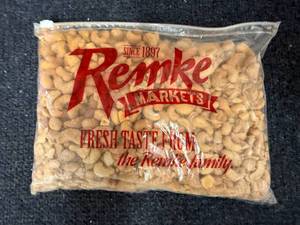 SINCE 1897
Remke
MARKETS
FRESH TASTE FROM
the Remke family.